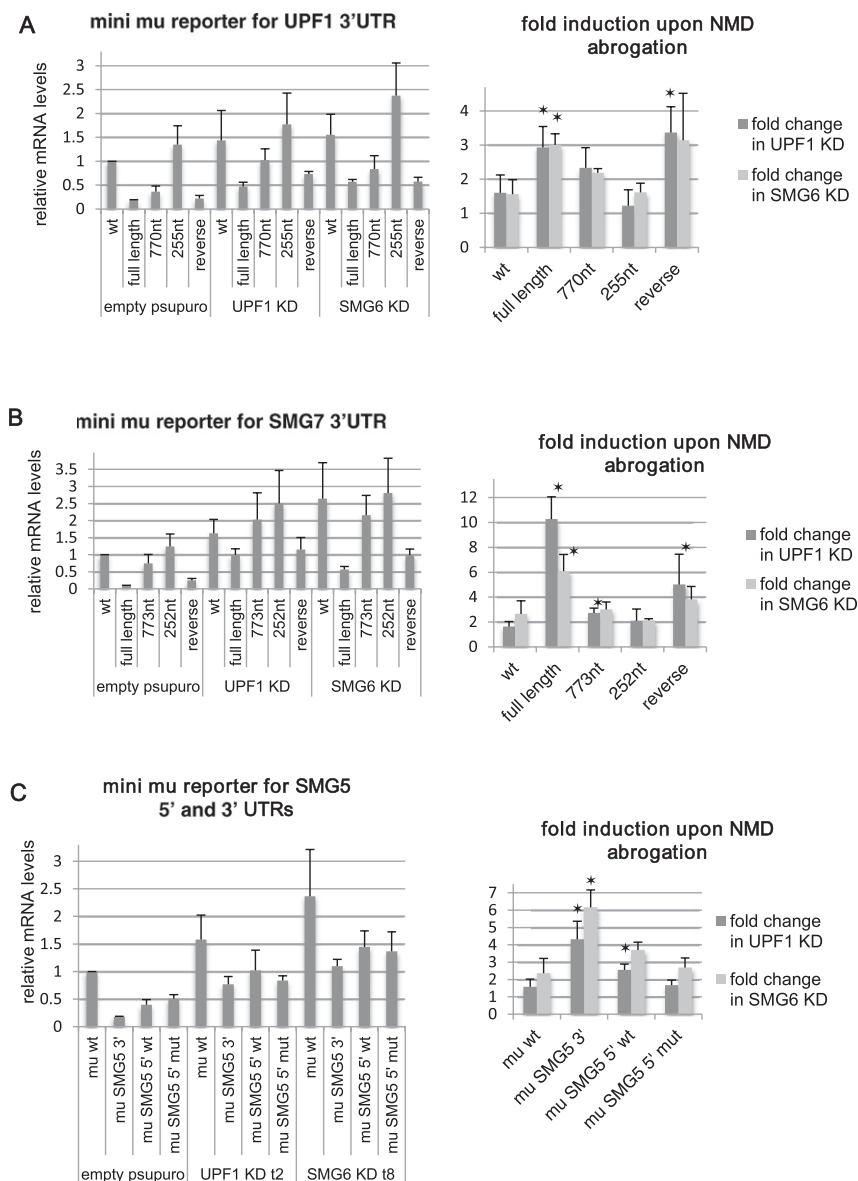 A
mini mu reporter for UPF1 3'UTR
relative mRNA levels
3
2.5
2
1.5
1
0.5
0
wt
full length
770nt
255nt
reverse
wt
full length
770nt
255nt
reverse
wt
full length
770nt
255nt
reverse
empty psupuro
UPF1 KD
SMG6 KD
fold induction upon NMD
abrogation
4
3
2
1
0
* * *
wt
full length
770nt
255nt
reverse
fold change
in UPF1 KD
fold change
in SMG6 KD
B
mini mu reporter for SMG7 3'UTR
relative mRNA levels
3.5
3
2.5
2
1.5
1
0.5
0
wt
full length
773nt
252nt
reverse
wt
full length
773nt
252nt
reverse
wt
full length
773nt
252nt
reverse
empty psupuro
UPF1 KD
SMG6 KD
fold induction upon NMD
abrogation
12
10
8
6
4
2
0
* * * *
wt
full length
773nt
252nt
reverse
fold change
in UPF1 KD
fold change
in SMG6 KD
C
mini mu reporter for SMG5
5' and 3' UTRs
relative mRNA levels
3
2.5
2
1.5
1
0.5
0
mu wt
mu SMG5 3'
mu SMG5 5' wt
mu SMG5 5' mut
mu wt
mu SMG5 3'
mu SMG5 5' wt
mu SMG5 5' mut
mu wt
mu SMG5 3'
mu SMG5 5' wt
mu SMG5 5' mut
empty psupuro
UPF1 KD t2
SMG6 KD t8
fold induction upon NMD
abrogation
7
6
5
4
3
2
1
0
* * *
mu wt
mu SMG5 3'
mu SMG5 5' wt
mu SMG5 5' mut
fold change
in UPF1 KD
fold change
in SMG6 KD